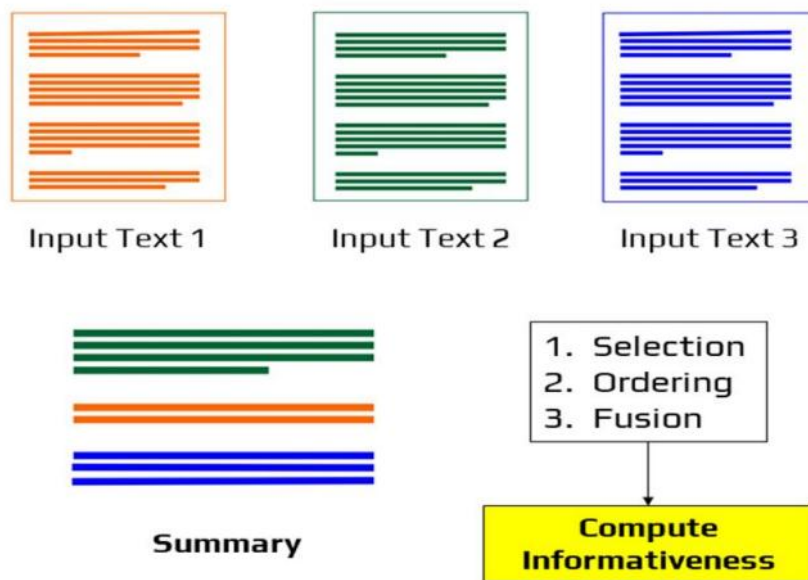 Input Text 1
Input Text 2
Input Text 3
1. Selection
2. Ordering
3. Fusion
Summary
Compute
Informativeness